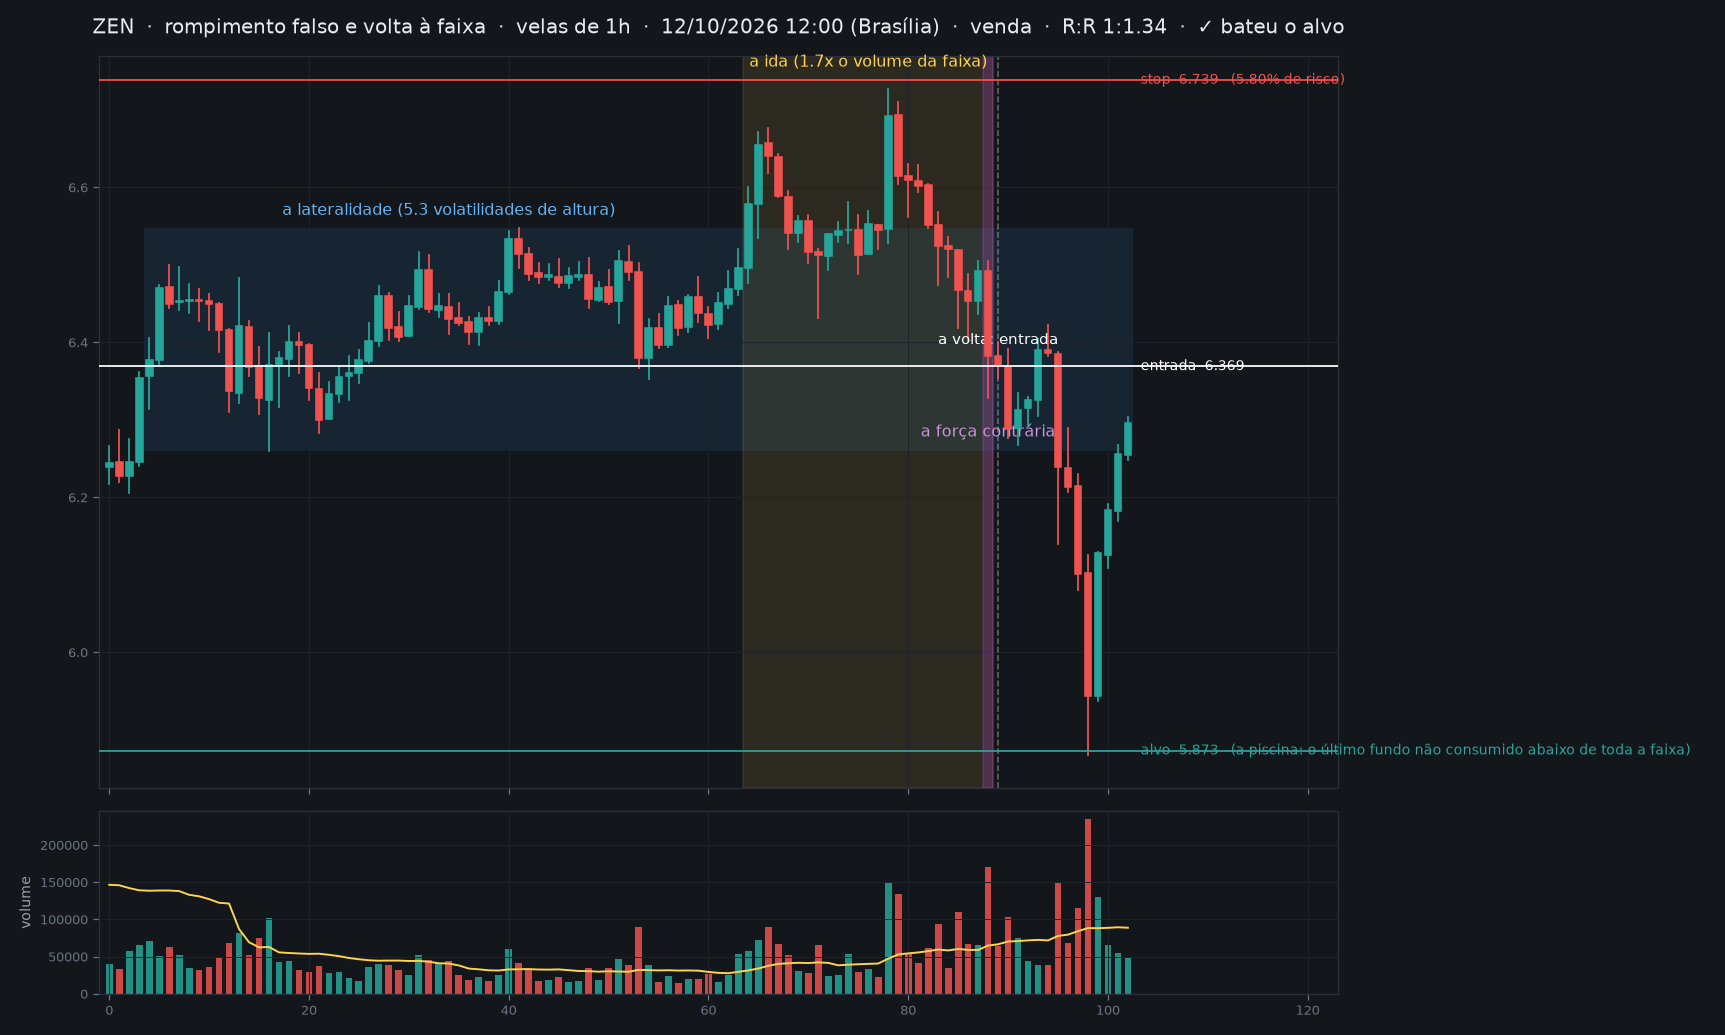 ZEN · rompimento falso e volta à faixa · velas de 1h · 12/10/2026 12:00 (Brasília) · venda · R:R 1:1.34 · ✓ bateu o alvo
a ida (1.7x o volume da faixa)
stop 6.739 (5.80% de risco)
6.6
a lateralidade (5.3 volatilidades de altura)
6.4
a volta: entrada
entrada 6.369
a força contrária
6.2
6.0
alvo 5.873 (a piscina: o último fundo não consumido abaixo de toda a faixa)
volume
200000
150000
100000
50000
0
0 20 40 60 80 100 120